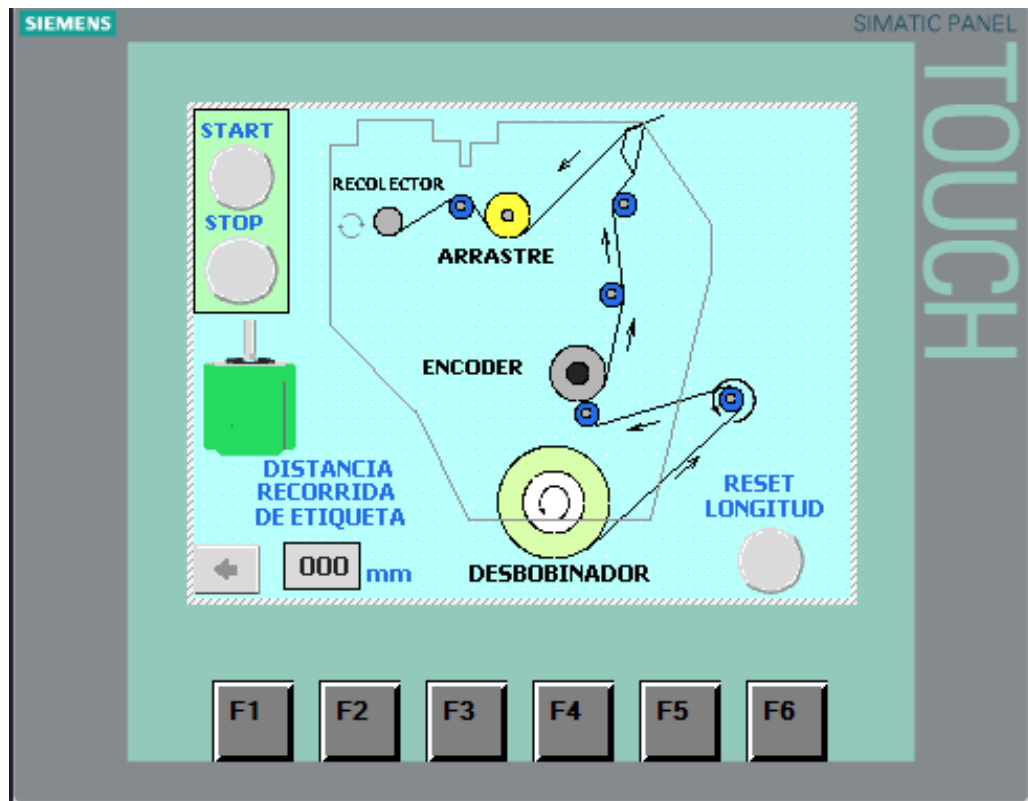 SIEMENS
SIMATIC PANEL
TOUCH
START
STOP
RECOLECTOR
ARRASTRE
ENCODER
DISTANCIA
RECORRIDA
DE ETIQUETA
000 mm
DESBOBINADOR
RESET
LONGITUD
F1
F2
F3
F4
F5
F6